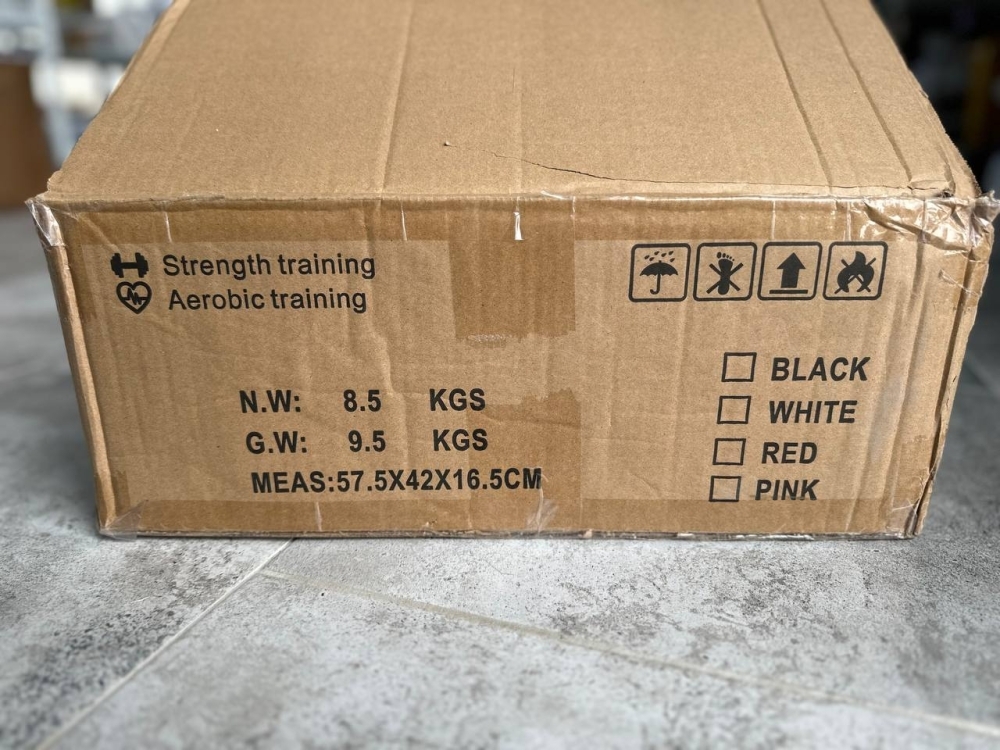 Strength training
Aerobic training
N.W: 8.5 KGS
G.W: 9.5 KGS
MEAS:57.5X42X16.5CM
BLACK
WHITE
RED
PINK